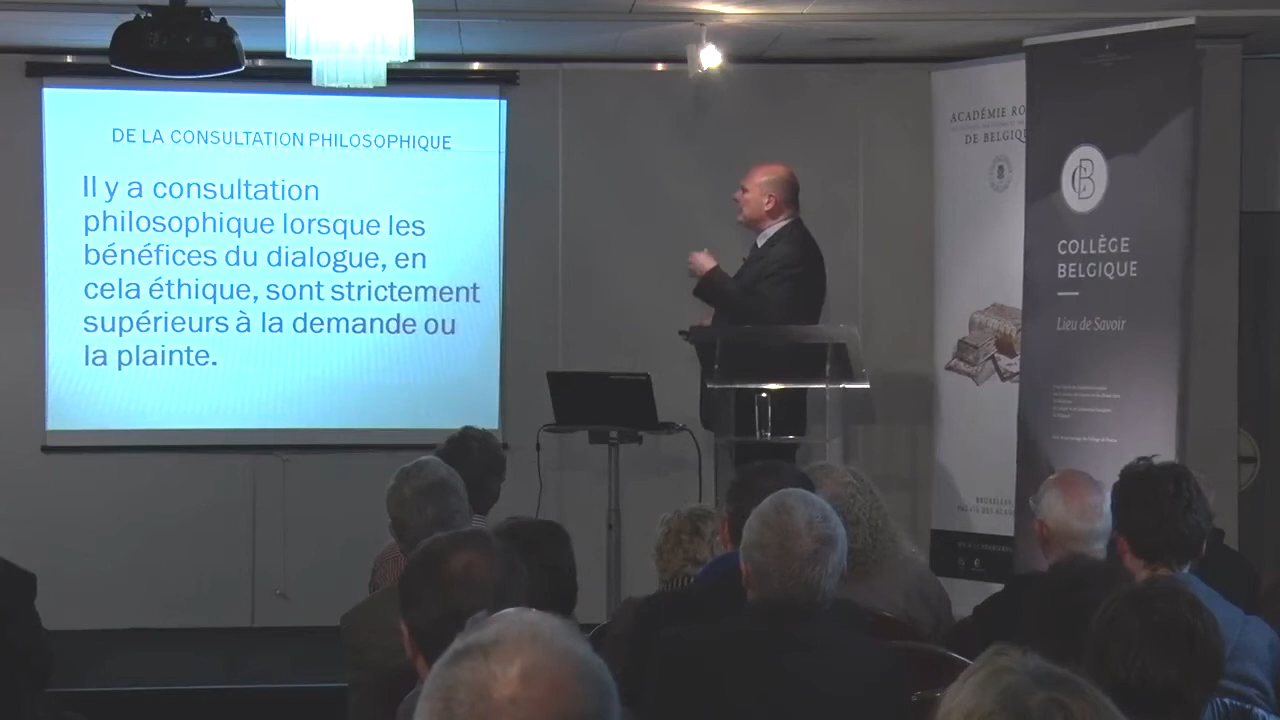 DE LA CONSULTATION PHILOSOPHIQUE
Il y a consultation
philosophique lorsque les
bénéfices du dialogue, en
cela éthique, sont strictement
supérieurs à la demande ou
la plainte.
ACADÉMIE RO
DE BELGIQU
CB
COLLÈGE
BELGIQUE
Lieu de Savoir